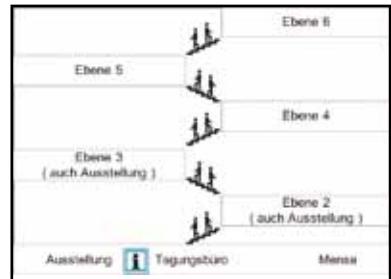 Ebene 6
Ebene 5
Ebene 4
Ebene 3
( auch Ausstellung )
Ebene 2
( auch Ausstellung )
Ausstellung i Tagungsbüro Mensa